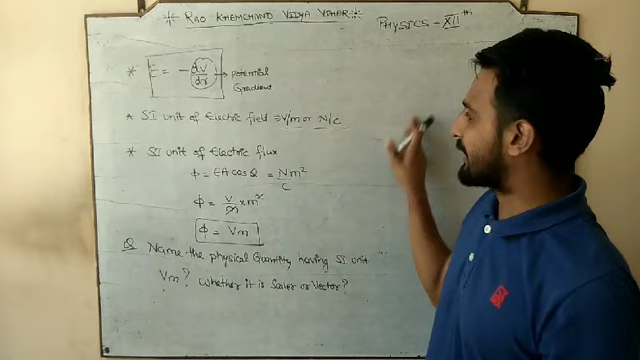 * RAO KHEMCHAND VIDYA VIHAR *
PHYSICS - XII th
* E = - dV/dr → potential Gradient
* SI unit of Electric field = V/m or N/C
* SI unit of Electric flux
ϕ = EA cos θ = Nm²/C
ϕ = V/m × m²
ϕ = Vm
Q Name the physical Quantity having SI unit
Vm? Whether it is Scalar or Vector?